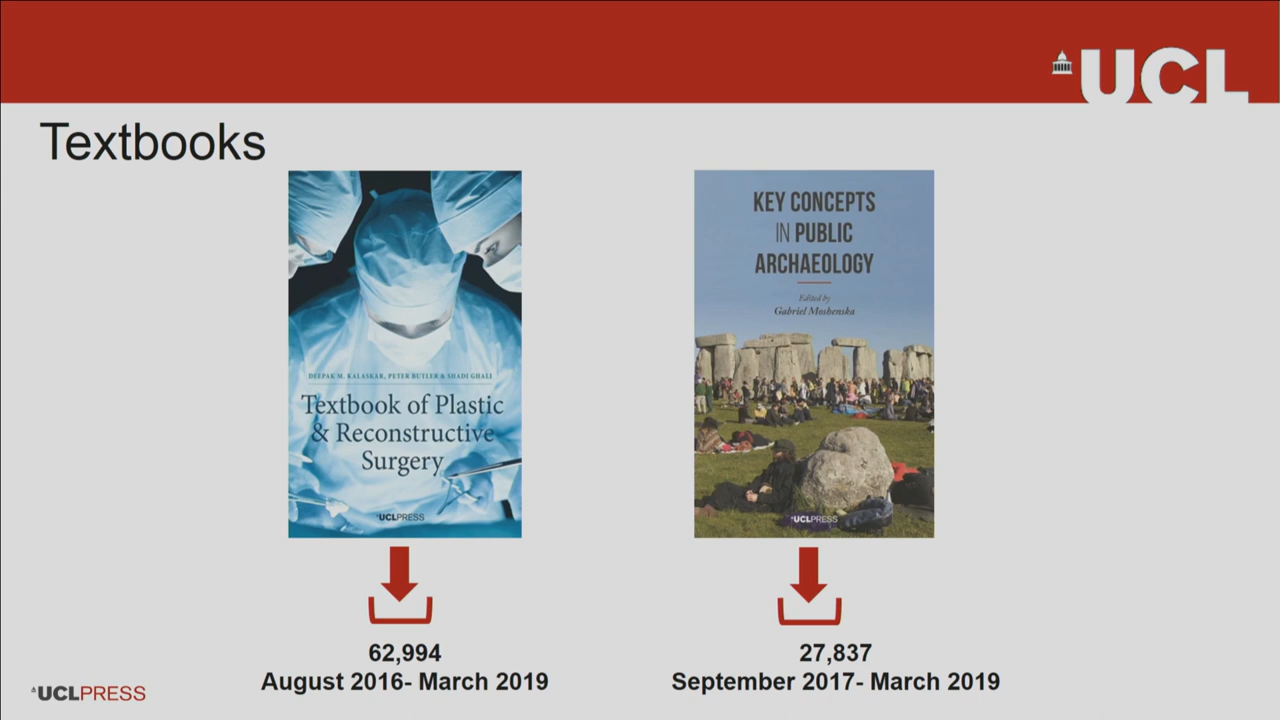 UCL
Textbooks
DEEPAK M. KALASKAR, PETER BUTLER & SHADI GHALI
Textbook of Plastic
& Reconstructive
Surgery
UCLPRESS
KEY CONCEPTS
IN PUBLIC
ARCHAEOLOGY
Edited by
Gabriel Moshenska
UCLPRESS
62,994
August 2016- March 2019
27,837
September 2017- March 2019
UCLPRESS